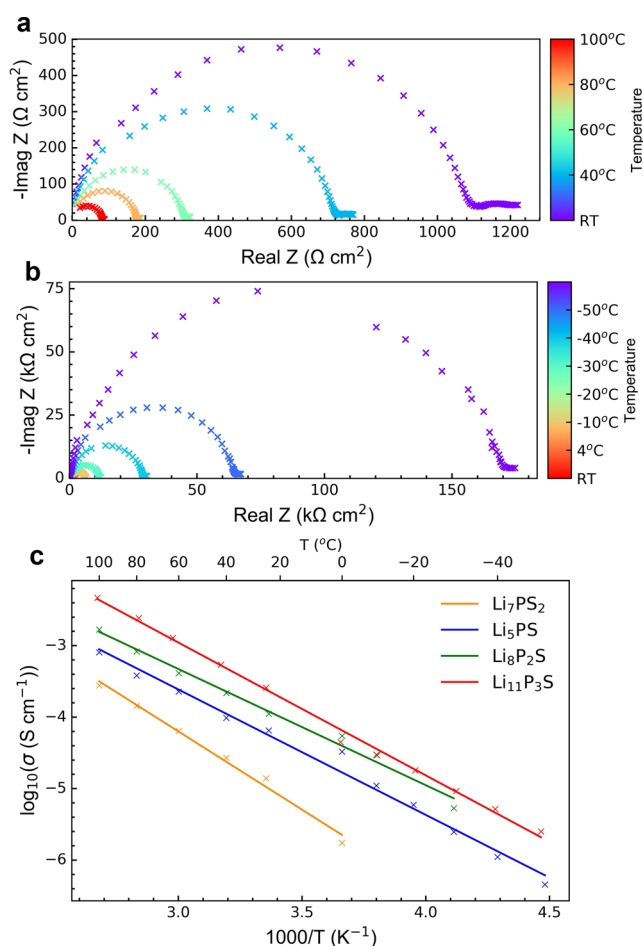 a
500
400
300
200
100
0
-Imag Z (Ω cm²)
0 200 400 600 800 1000 1200
Real Z (Ω cm²)
100°C
80°C
60°C
40°C
RT
Temperature
b
75
50
25
0
-Imag Z (kΩ cm²)
0 50 100 150
Real Z (kΩ cm²)
-50°C
-40°C
-30°C
-20°C
-10°C
4°C
RT
Temperature
c
T (°C)
100 80 60 40 20 0 −20 −40
Li₇PS₂
Li₅PS
Li₈P₂S
Li₁₁P₃S
−3
−4
−5
−6
log₁₀(σ (S cm⁻¹))
3.0 3.5 4.0 4.5
1000/T (K⁻¹)